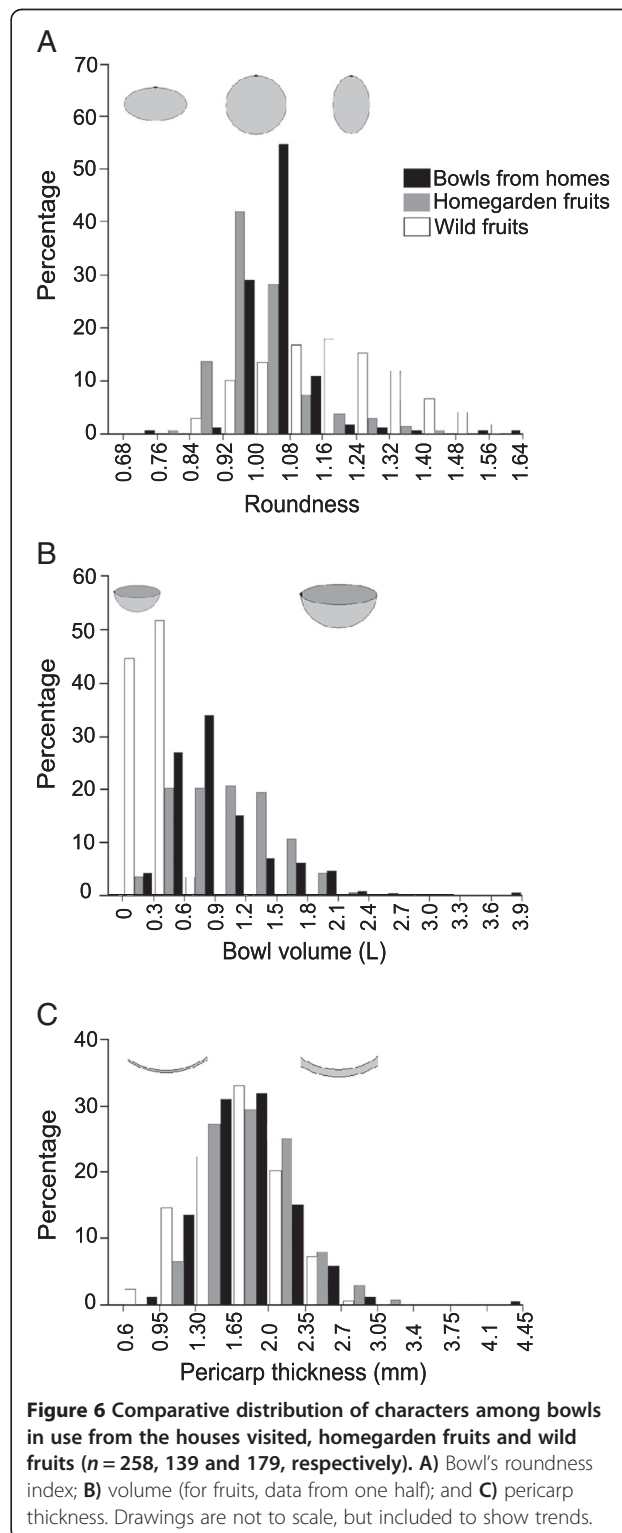 A
70
60
50
40
30
20
10
0
Percentage
Bowls from homes
Homegarden fruits
Wild fruits
0.68 0.76 0.84 0.92 1.00 1.08 1.16 1.24 1.32 1.40 1.48 1.56 1.64
Roundness
B
60
50
40
30
20
10
0
Percentage
0 0.3 0.6 0.9 1.2 1.5 1.8 2.1 2.4 2.7 3.0 3.3 3.6 3.9
Bowl volume (L)
C
40
30
20
10
0
Percentage
0.6 0.95 1.30 1.65 2.0 2.35 2.7 3.05 3.4 3.75 4.1 4.45
Pericarp thickness (mm)
Figure 6 Comparative distribution of characters among bowls
in use from the houses visited, homegarden fruits and wild
fruits (n = 258, 139 and 179, respectively). A) Bowl's roundness
index; B) volume (for fruits, data from one half); and C) pericarp
thickness. Drawings are not to scale, but included to show trends.